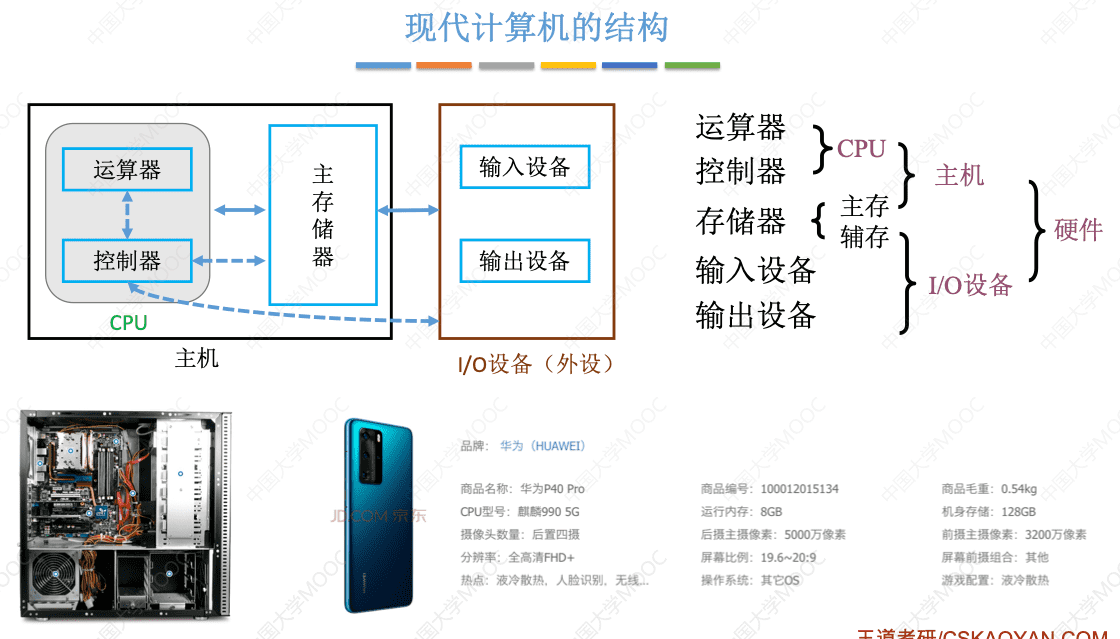 现代计算机的结构
运算器
控制器
CPU
主存储器
主机
输入设备
输出设备
I/O设备（外设）
运算器
控制器
CPU
存储器
主存
辅存
主机
输入设备
输出设备
I/O设备
硬件
JD.COM 京东
HUAWEI
品牌： 华为（HUAWEI）
商品名称：华为P40 Pro
商品编号：100012015134
商品毛重：0.54kg
CPU型号：麒麟990 5G
运行内存：8GB
机身存储：128GB
摄像头数量：后置四摄
后摄主摄像素：5000万像素
前摄主摄像素：3200万像素
分辨率：全高清FHD+
屏幕比例：19.6~20:9
屏幕前摄组合：其他
热点：液冷散热，人脸识别，无线...
操作系统：其它OS
游戏配置：液冷散热
王道考研/CSKAOYAN.COM
中国大学MOOC